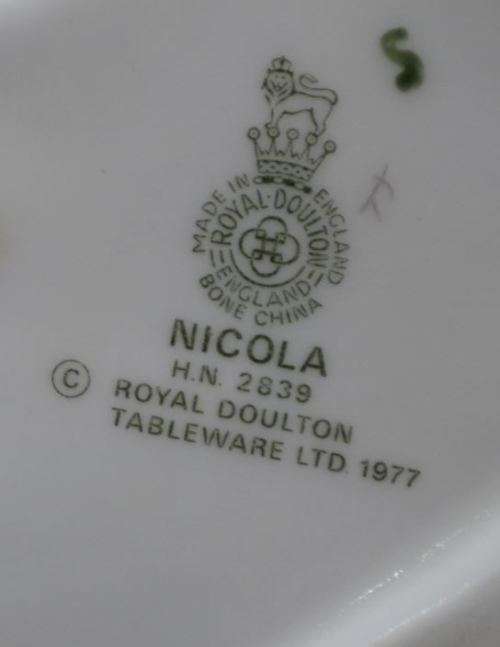 S
MADE IN ENGLAND
ROYAL·DOULTON
ENGLAND
BONE CHINA
NICOLA
H.N. 2839
© ROYAL DOULTON
TABLEWARE LTD. 1977